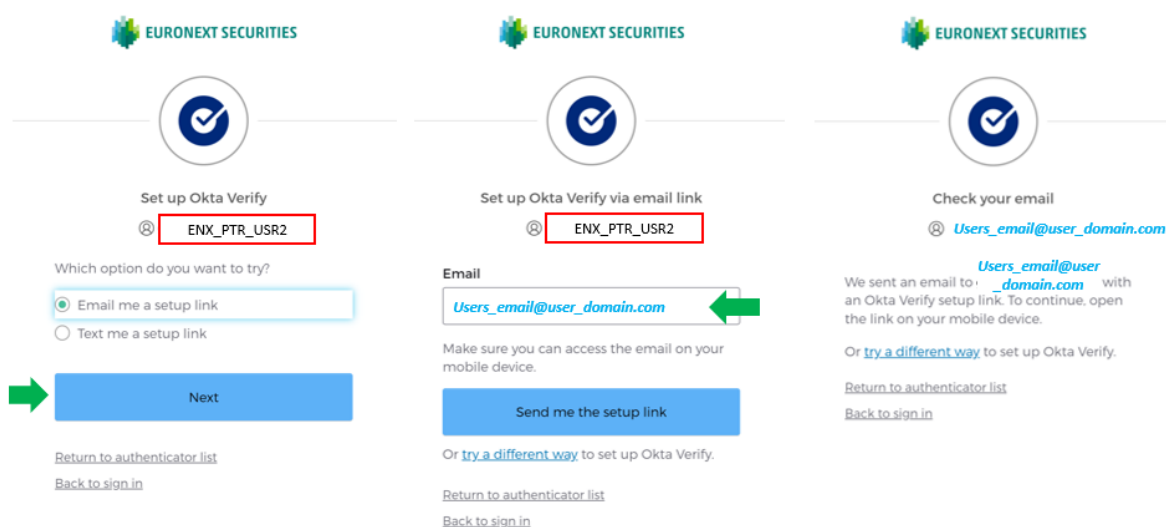 EURONEXT SECURITIES
Set up Okta Verify
ENX_PTR_USR2
Which option do you want to try?
Email me a setup link
Text me a setup link
Next
Return to authenticator list
Back to sign in
EURONEXT SECURITIES
Set up Okta Verify via email link
ENX_PTR_USR2
Email
Users_email@user_domain.com
Make sure you can access the email on your
mobile device.
Send me the setup link
Or try a different way to set up Okta Verify.
Return to authenticator list
Back to sign in
EURONEXT SECURITIES
Check your email
Users_email@user_domain.com
Users_email@user
We sent an email to _domain.com with
an Okta Verify setup link. To continue, open
the link on your mobile device.
Or try a different way to set up Okta Verify.
Return to authenticator list
Back to sign in